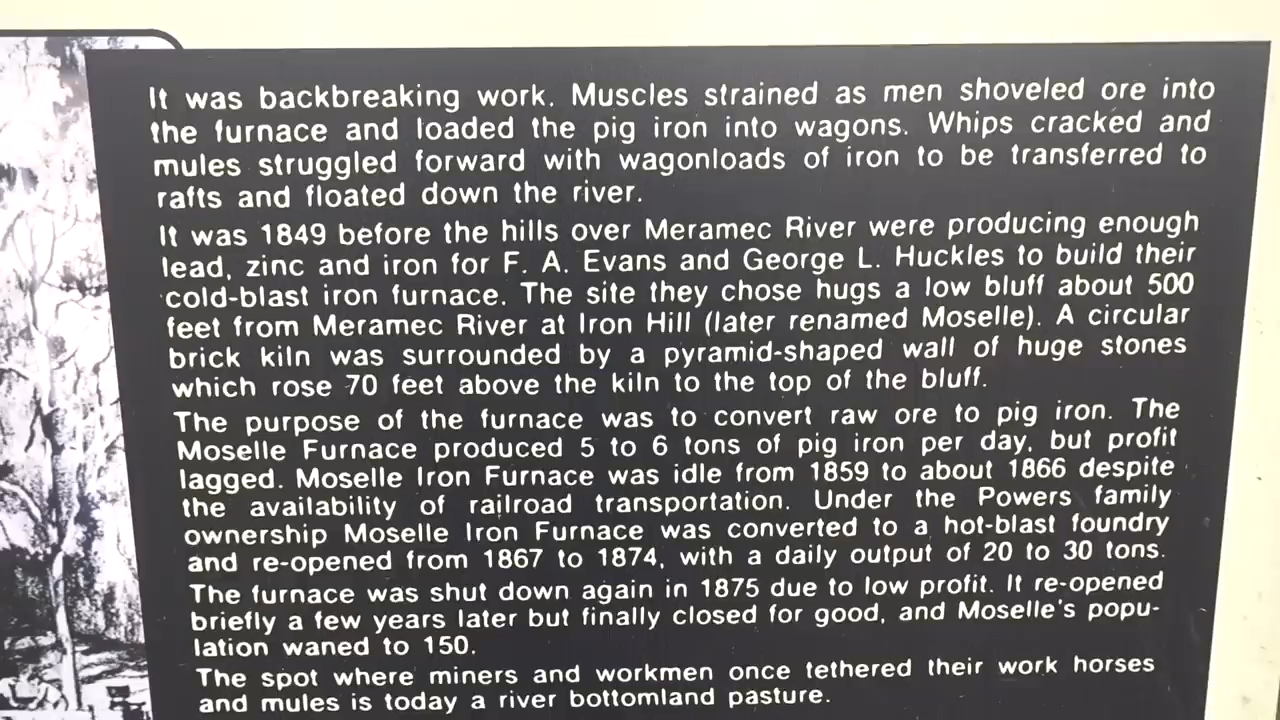 It was backbreaking work. Muscles strained as men shoveled ore into
the furnace and loaded the pig iron into wagons. Whips cracked and
mules struggled forward with wagonloads of iron to be transferred to
rafts and floated down the river.
It was 1849 before the hills over Meramec River were producing enough
lead, zinc and iron for F. A. Evans and George L. Huckles to build their
cold-blast iron furnace. The site they chose hugs a low bluff about 500
feet from Meramec River at Iron Hill (later renamed Moselle). A circular
brick kiln was surrounded by a pyramid-shaped wall of huge stones
which rose 70 feet above the kiln to the top of the bluff.
The purpose of the furnace was to convert raw ore to pig iron. The
Moselle Furnace produced 5 to 6 tons of pig iron per day, but profit
lagged. Moselle Iron Furnace was idle from 1859 to about 1866 despite
the availability of railroad transportation. Under the Powers family
ownership Moselle Iron Furnace was converted to a hot-blast foundry
and re-opened from 1867 to 1874, with a daily output of 20 to 30 tons.
The furnace was shut down again in 1875 due to low profit. It re-opened
briefly a few years later but finally closed for good, and Moselle's popu-
lation waned to 150.
The spot where miners and workmen once tethered their work horses
and mules is today a river bottomland pasture.